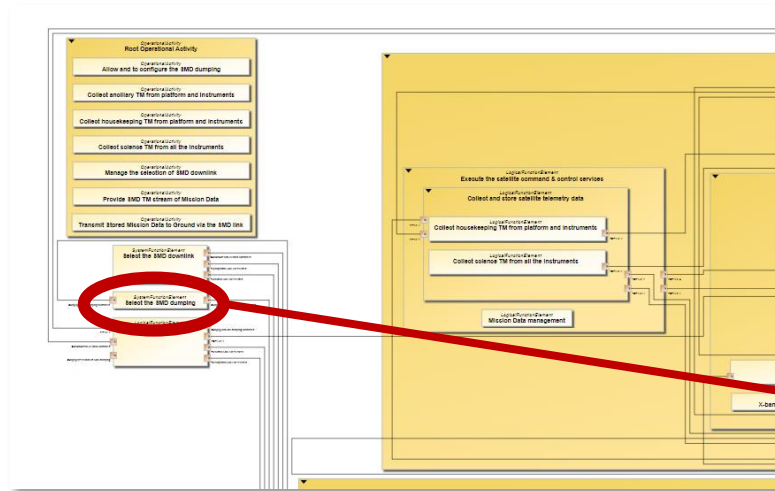 OperationalActivity
Root Operational Activity
OperationalActivity
Allow and to configure the SMD dumping
OperationalActivity
Collect ancillary TM from platform and instruments
OperationalActivity
Collect housekeeping TM from platform and instruments
OperationalActivity
Collect science TM from all the instruments
OperationalActivity
Manage the selection of SMD downlink
OperationalActivity
Provide SMD TM stream of Mission Data
OperationalActivity
Transmit Stored Mission Data to Ground via the SMD link
SystemFunctionElement
Select the SMD downlink
SystemFunctionElement
Select the SMD dumping
LogicalFunctionElement
LogicalFunctionElement
Execute the satellite command & control services
LogicalFunctionElement
Collect and store satellite telemetry data
LogicalFunctionElement
Collect housekeeping TM from platform and instruments
LogicalFunctionElement
Collect science TM from all the instruments
LogicalFunctionElement
Mission Data management
X-ban